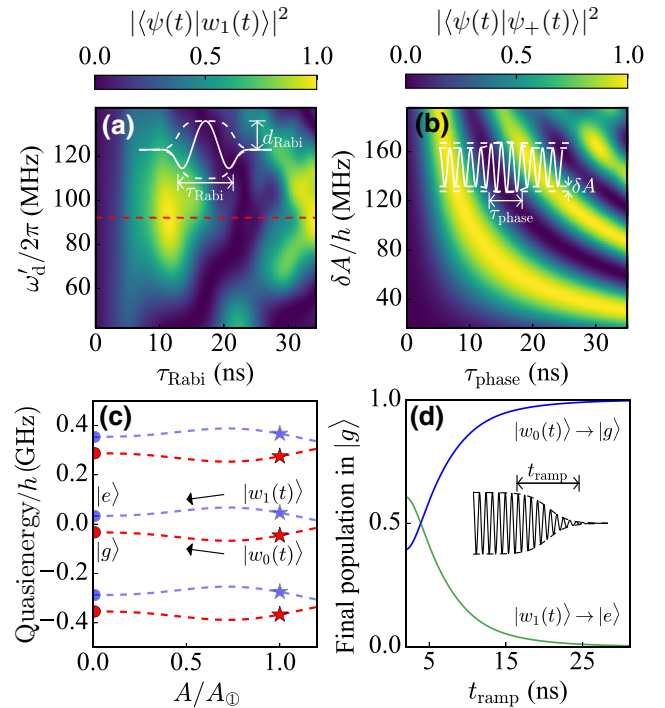 |⟨ψ(t)|w₁(t)⟩|²
0.0 0.5 1.0
|⟨ψ(t)|ψ₊(t)⟩|²
0.0 0.5 1.0
(a)
d_Rabi
τ_Rabi
120
100
80
60
ω′_d/2π (MHz)
0 10 20 30
τ_Rabi (ns)
(b)
δA
τ_phase
160
120
80
40
δA/h (MHz)
0 10 20 30
τ_phase (ns)
(c)
0.4
0.2
0.0
−0.2
−0.4
Quasienergy/h (GHz)
|e⟩
|w₁(t)⟩
|g⟩
|w₀(t)⟩
0.0 0.5 1.0
A/A_①
(d)
1.0
0.5
0.0
Final population in |g⟩
|w₀(t)⟩→|g⟩
t_ramp
|w₁(t)⟩→|e⟩
5 15 25
t_ramp (ns)